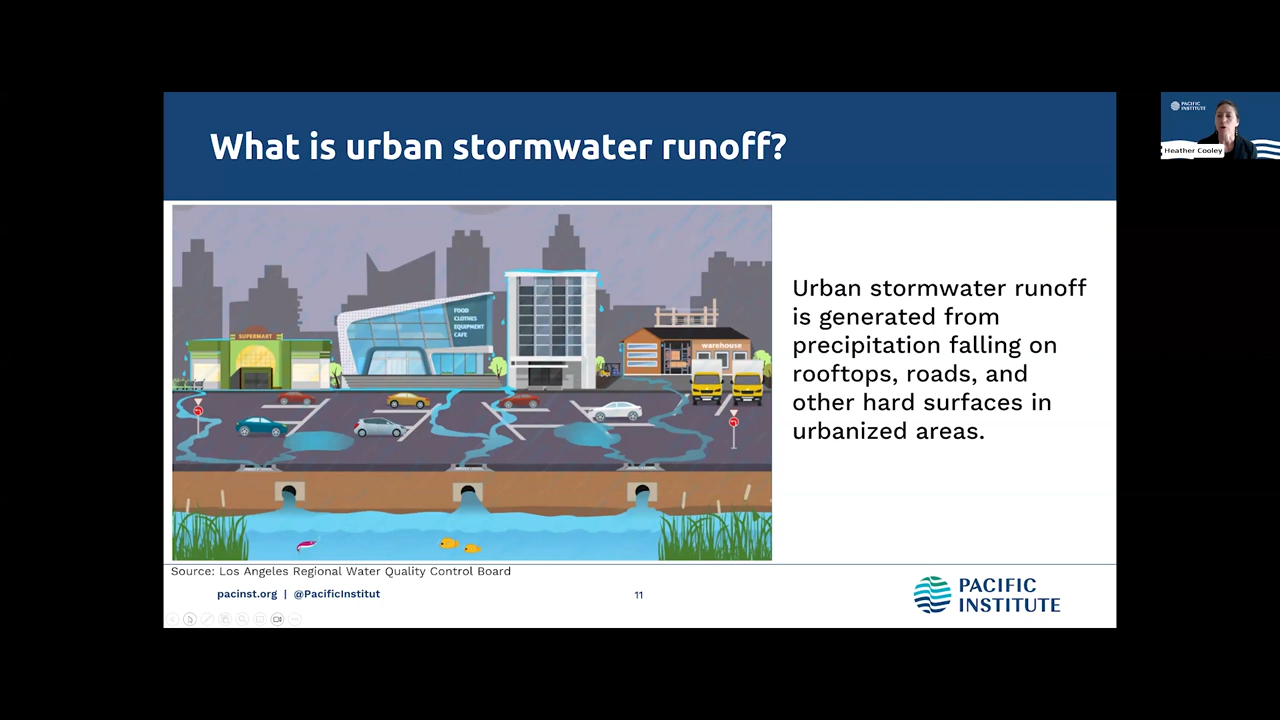 What is urban stormwater runoff?
PACIFIC
INSTITUTE
Heather Cooley
SUPERMART
FOOD
CLOTHES
EQUIPMENT
CAFE
warehouse
Urban stormwater runoff
is generated from
precipitation falling on
rooftops, roads, and
other hard surfaces in
urbanized areas.
Source: Los Angeles Regional Water Quality Control Board
pacinst.org | @PacificInstitut
11
PACIFIC
INSTITUTE